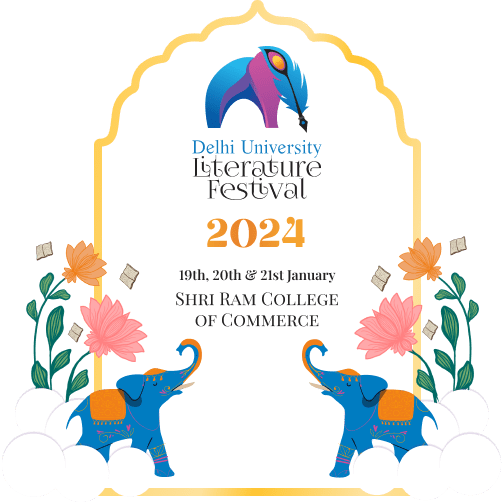 Delhi University
Literature
Festival
2024
19th, 20th & 21st January
Shri Ram College
of Commerce